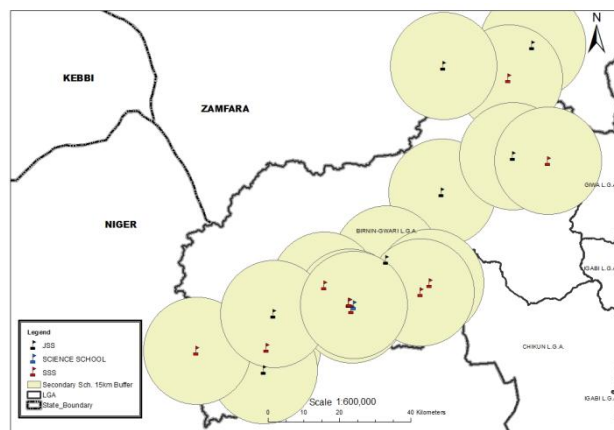 N
KEBBI
ZAMFARA
NIGER
GIWA L.G.A.
BIRNIN-GWARI L.G.A.
IGABI L.G.A.
CHIKUN L.G.A.
IGABI L.G.A.
Legend
JSS
SCIENCE SCHOOL
SSS
Secondary Sch. 15km Buffer
LGA
State_Boundary
Scale 1:600,000
0 10 20 40 Kilometers